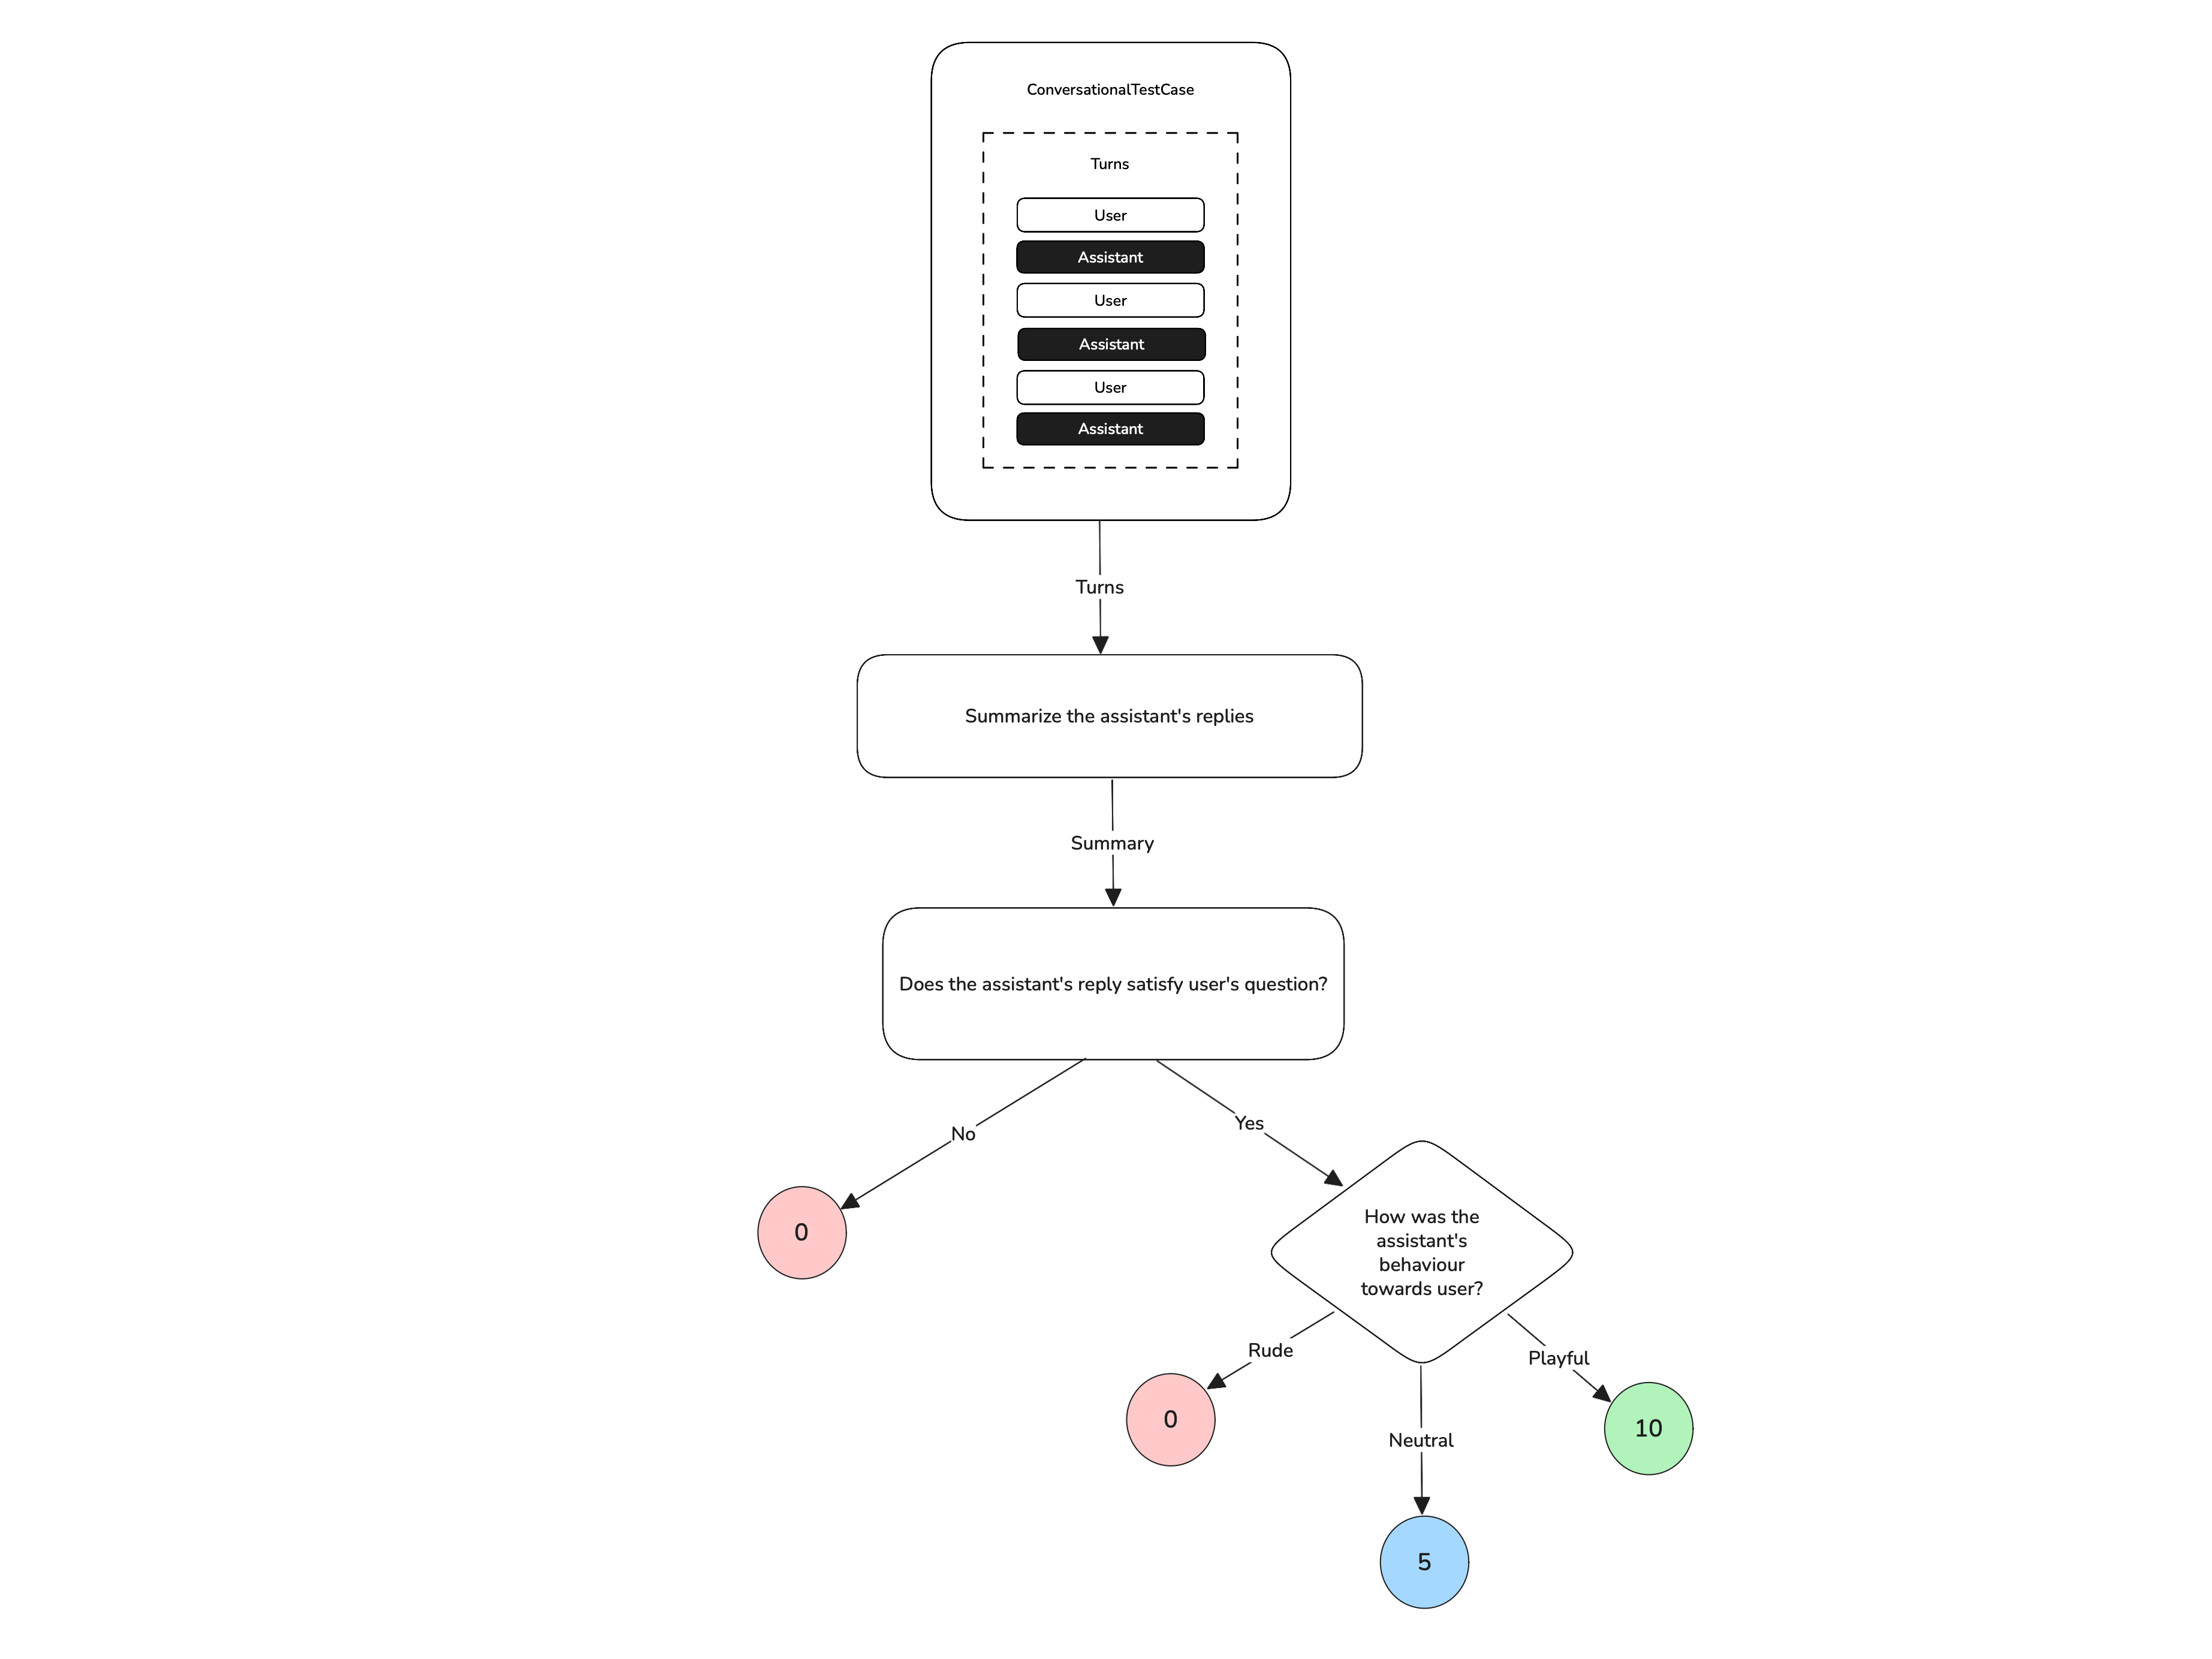 ConversationalTestCase
Turns
User
Assistant
User
Assistant
User
Assistant
Turns
Summarize the assistant's replies
Summary
Does the assistant's reply satisfy user's question?
No
Yes
0
How was the
assistant's
behaviour
towards user?
Rude
Neutral
Playful
0
5
10